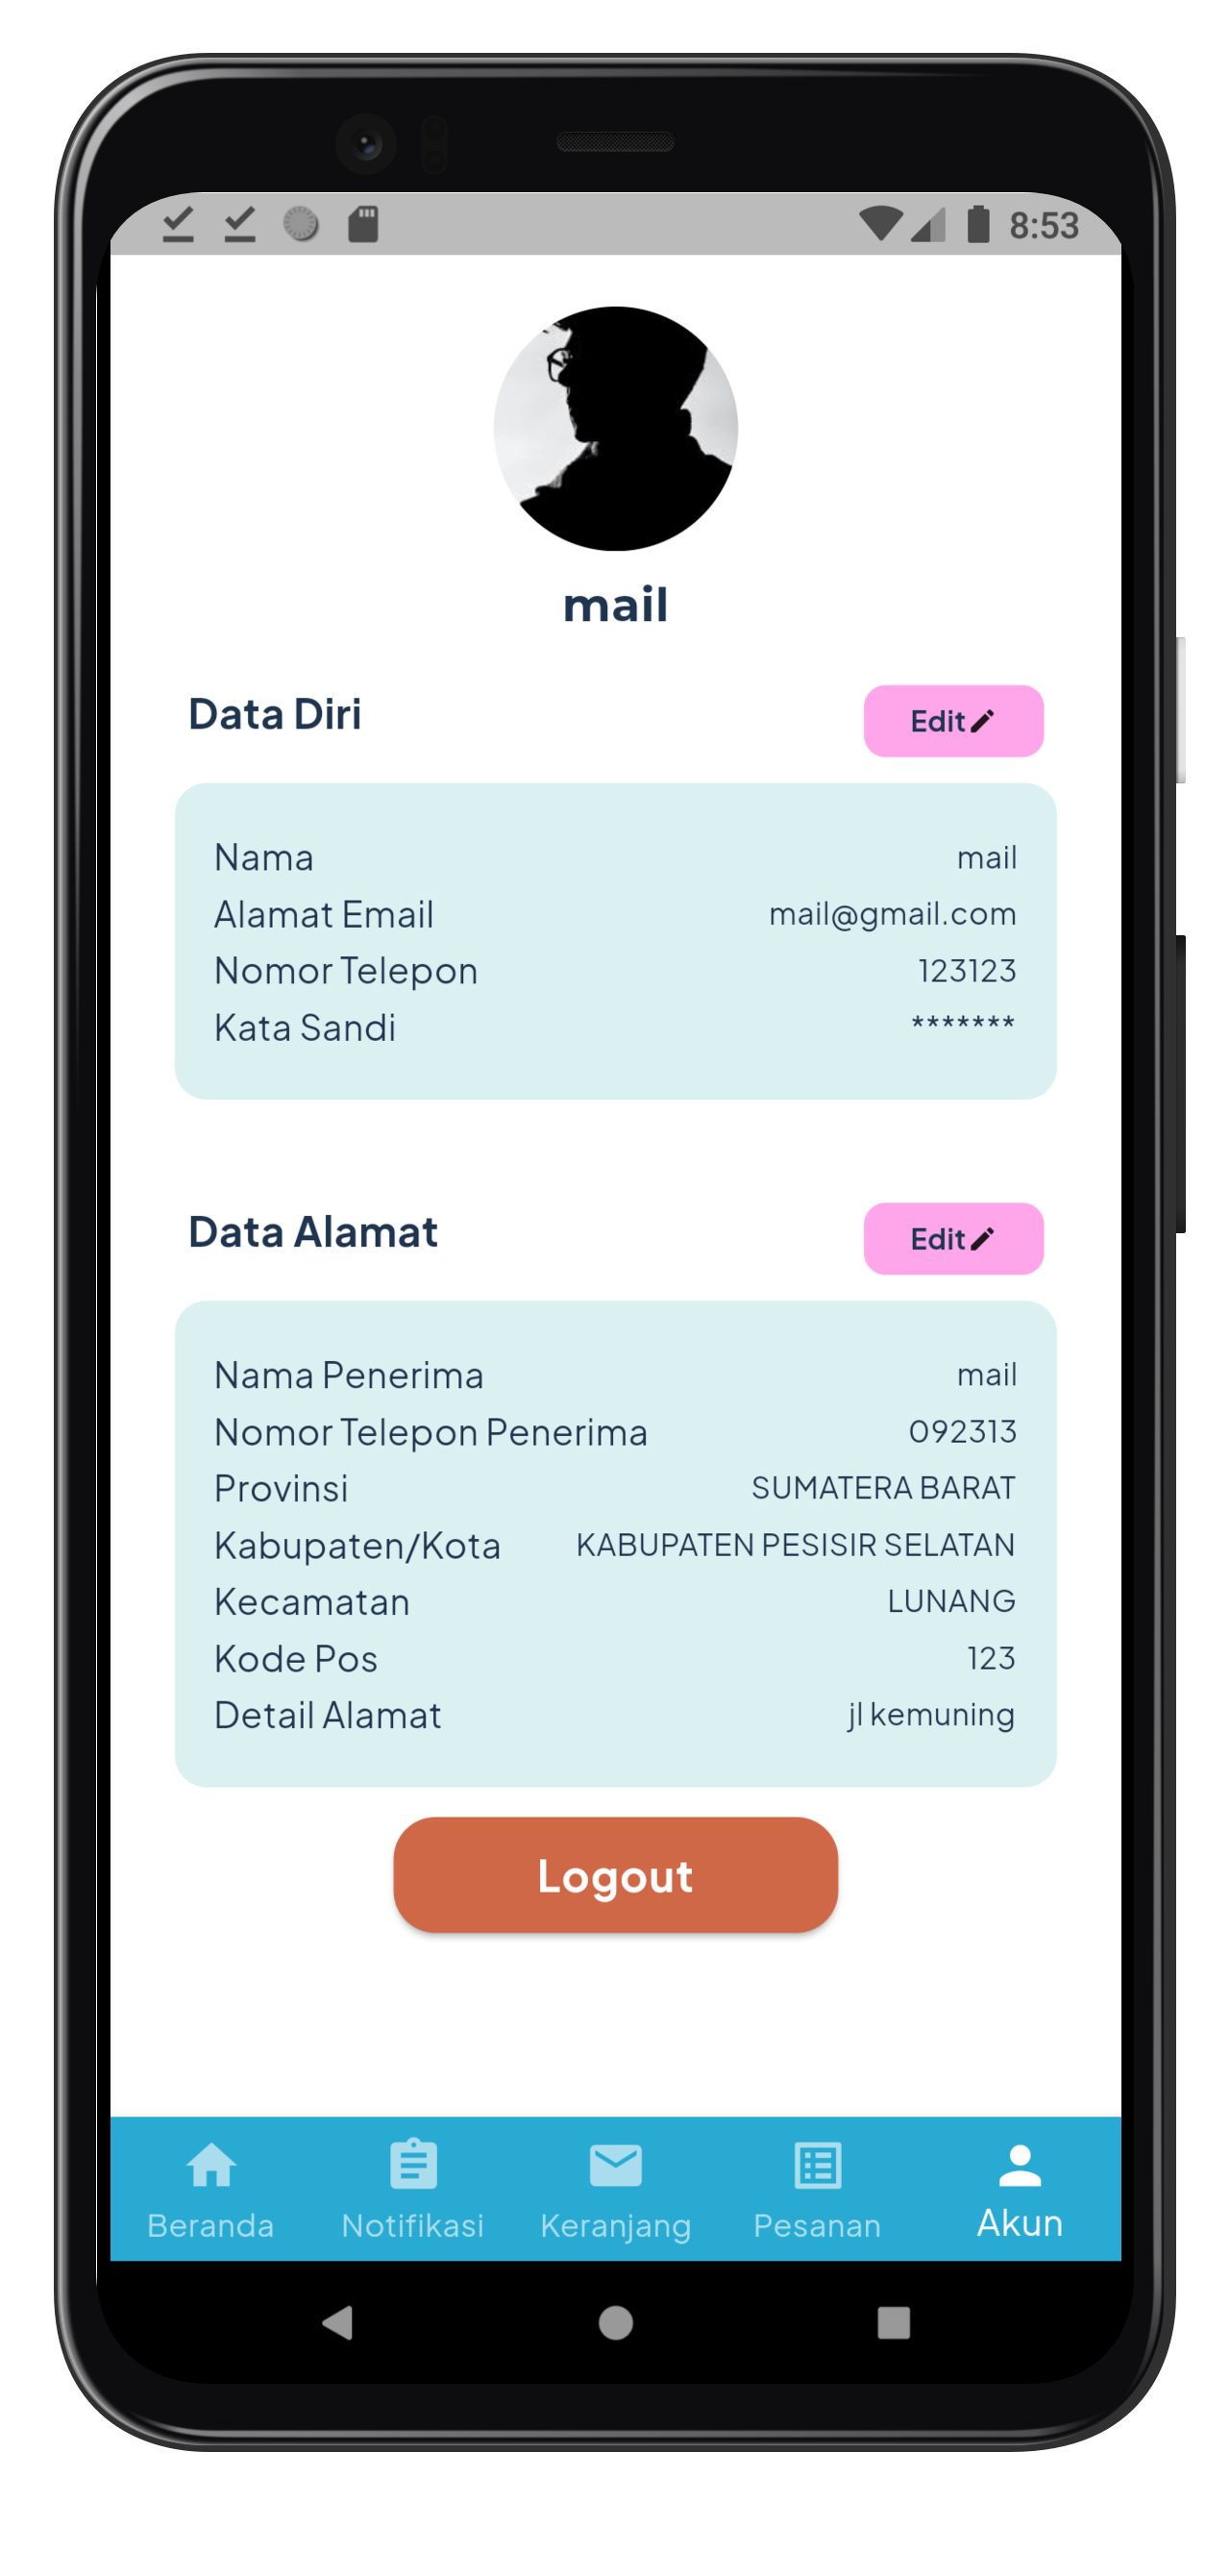 8:53
mail
Data Diri
Edit
Nama mail
Alamat Email mail@gmail.com
Nomor Telepon 123123
Kata Sandi *******
Data Alamat
Edit
Nama Penerima mail
Nomor Telepon Penerima 092313
Provinsi SUMATERA BARAT
Kabupaten/Kota KABUPATEN PESISIR SELATAN
Kecamatan LUNANG
Kode Pos 123
Detail Alamat jl kemuning
Logout
Beranda Notifikasi Keranjang Pesanan Akun